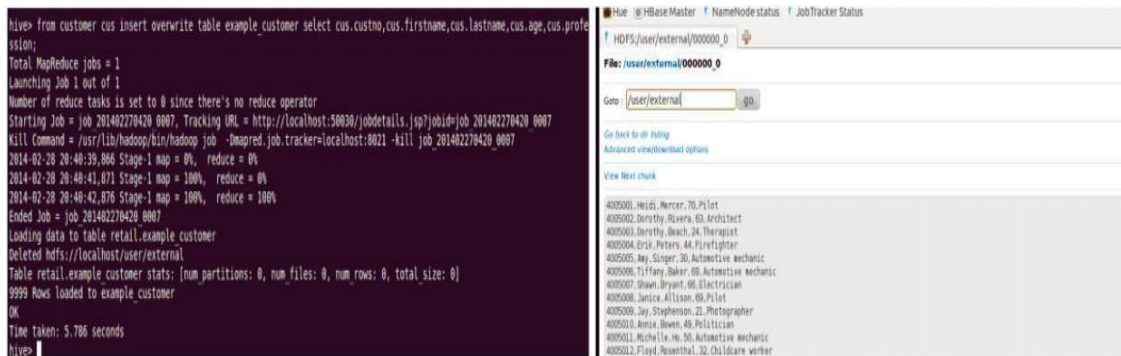 hive> from customer cus insert overwrite table example_customer select cus.custno,cus.firstname,cus.lastname,cus.age,cus.profe
ssion;
Total MapReduce jobs = 1
Launching Job 1 out of 1
Number of reduce tasks is set to 0 since there's no reduce operator
Starting Job = job_201402270420_0007, Tracking URL = http://localhost:50030/jobdetails.jsp?jobid=job_201402270420_0007
Kill Command = /usr/lib/hadoop/bin/hadoop job  -Dmapred.job.tracker=localhost:8021 -kill job_201402270420_0007
2014-02-28 20:40:39,866 Stage-1 map = 0%,  reduce = 0%
2014-02-28 20:40:41,871 Stage-1 map = 100%,  reduce = 0%
2014-02-28 20:40:42,876 Stage-1 map = 100%,  reduce = 100%
Ended Job = job_201402270420_0007
Loading data to table retail.example_customer
Deleted hdfs://localhost/user/external
Table retail.example_customer stats: [num_partitions: 0, num_files: 0, num_rows: 0, total_size: 0]
9999 Rows loaded to example_customer
OK
Time taken: 5.786 seconds
hive>
Hue HBase Master NameNode status JobTracker Status
HDFS:/user/external/000000_0
File: /user/external/000000_0
Goto : /user/external go
Go back to dir listing
Advanced view/download options
View Next chunk
4005001,Heidi,Mercer,70,Pilot
4005002,Dorothy,Rivera,63,Architect
4005003,Dorothy,Beach,24,Therapist
4005004,Erik,Peters,44,Firefighter
4005005,Amy,Singer,30,Automotive mechanic
4005006,Tiffany,Baker,60,Automotive mechanic
4005007,Shawn,Bryant,66,Electrician
4005008,Janice,Allison,69,Pilot
4005009,Jay,Stephenson,21,Photographer
4005010,Annie,Bowen,49,Politician
4005011,Michelle,Ho,50,Automotive mechanic
4005012,Floyd,Rosenthal,32,Childcare worker